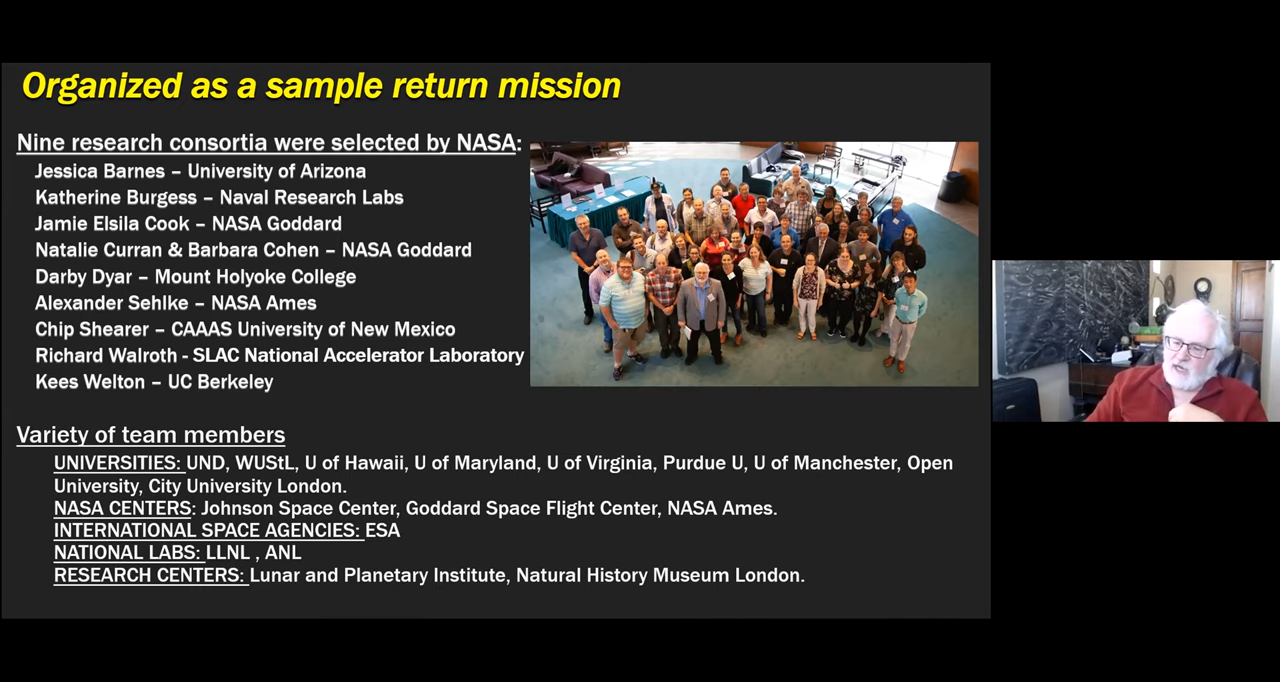 Organized as a sample return mission
Nine research consortia were selected by NASA:
Jessica Barnes – University of Arizona
Katherine Burgess – Naval Research Labs
Jamie Elsila Cook – NASA Goddard
Natalie Curran & Barbara Cohen – NASA Goddard
Darby Dyar – Mount Holyoke College
Alexander Sehlke – NASA Ames
Chip Shearer – CAAAS University of New Mexico
Richard Walroth - SLAC National Accelerator Laboratory
Kees Welton – UC Berkeley
Variety of team members
UNIVERSITIES: UND, WUStL, U of Hawaii, U of Maryland, U of Virginia, Purdue U, U of Manchester, Open
University, City University London.
NASA CENTERS: Johnson Space Center, Goddard Space Flight Center, NASA Ames.
INTERNATIONAL SPACE AGENCIES: ESA
NATIONAL LABS: LLNL , ANL
RESEARCH CENTERS: Lunar and Planetary Institute, Natural History Museum London.